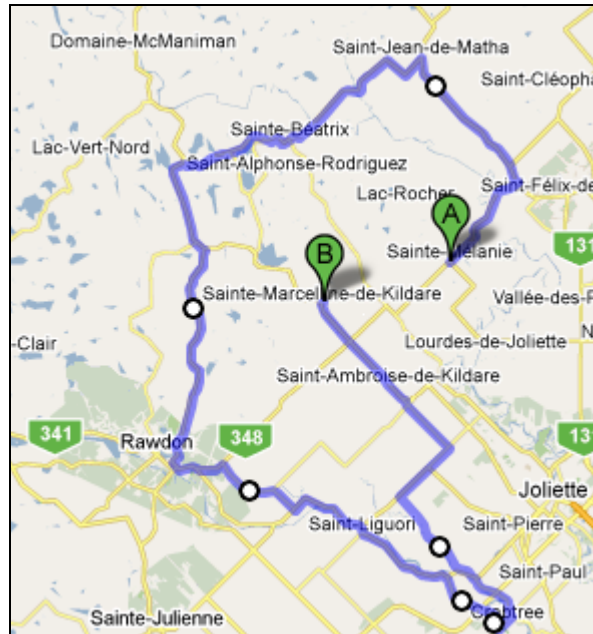 Domaine-McManiman
Saint-Jean-de-Matha
Saint-Cléopha
Sainte-Béatrix
Lac-Vert-Nord
Saint-Alphonse-Rodriguez
Lac-Rocher
Saint-Félix-de
A
131
Sainte-Mélanie
B
Sainte-Marcelline-de-Kildare
Vallée-des-P
-Clair
Lourdes-de-Joliette
N
Saint-Ambroise-de-Kildare
341
Rawdon
348
131
Joliette
Saint-Liguori
Saint-Pierre
Saint-Paul
Sainte-Julienne
Crabtree